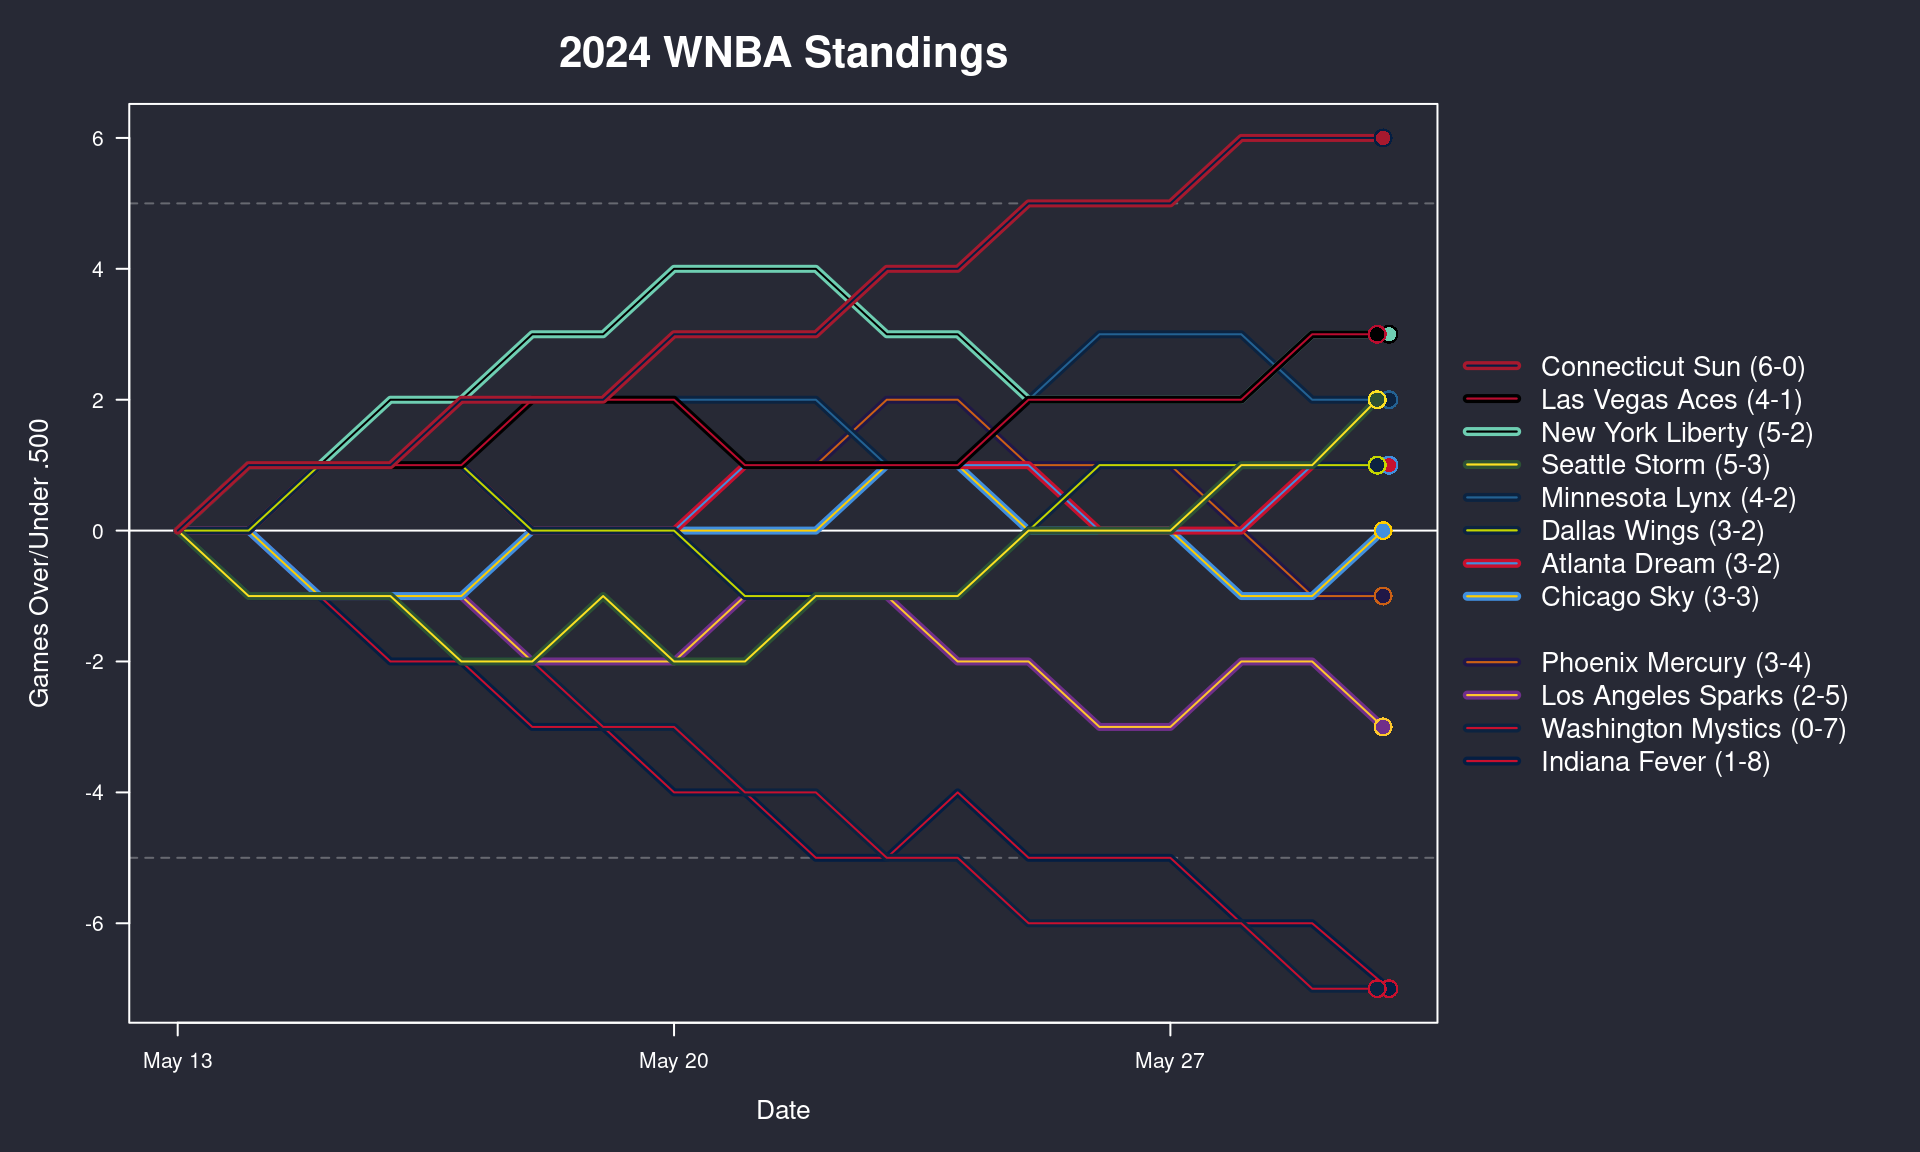 2024 WNBA Standings
6
4
2
0
-2
-4
-6
Games Over/Under .500
May 13
May 20
May 27
Date
Connecticut Sun (6-0)
Las Vegas Aces (4-1)
New York Liberty (5-2)
Seattle Storm (5-3)
Minnesota Lynx (4-2)
Dallas Wings (3-2)
Atlanta Dream (3-2)
Chicago Sky (3-3)
Phoenix Mercury (3-4)
Los Angeles Sparks (2-5)
Washington Mystics (0-7)
Indiana Fever (1-8)